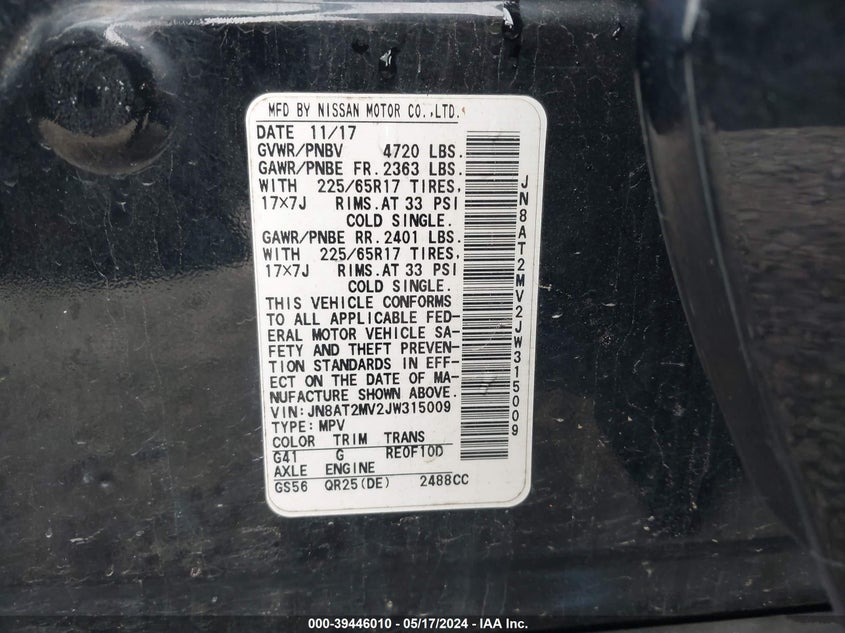 MFD BY NISSAN MOTOR CO.,LTD.
DATE 11/17
GVWR/PNBV 4720 LBS.
GAWR/PNBE FR.2363 LBS.
WITH 225/65R17 TIRES,
17×7J RIMS.AT 33 PSI
COLD SINGLE.
GAWR/PNBE RR.2401 LBS.
WITH 225/65R17 TIRES,
17×7J RIMS.AT 33 PSI
COLD SINGLE.
THIS VEHICLE CONFORMS
TO ALL APPLICABLE FED-
ERAL MOTOR VEHICLE SA-
FETY AND THEFT PREVEN-
TION STANDARDS IN EFF-
ECT ON THE DATE OF MA-
NUFACTURE SHOWN ABOVE.
VIN:JN8AT2MV2JW315009
TYPE:MPV
COLOR TRIM TRANS
G41 G RE0F10D
AXLE ENGINE
GS56 QR25(DE) 2488CC
JN8AT2MV2JW315009
000-39446010 - 05/17/2024 - IAA Inc.